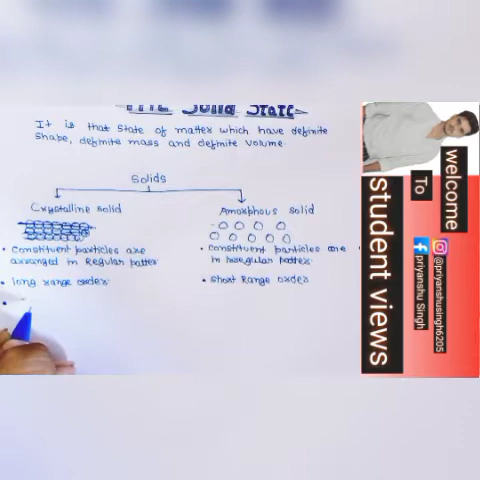 The Solid State
It is that state of matter which have definite
shape, definite mass and definite volume.
Solids
Crystalline solid
Amorphous solid
• Constituent particles are
arranged in Regular patter
• long range order
• Constituent particles are
in irregular patter
• short Range order
welcome
To
student views
@priyanshusingh6205
priyanshu Singh